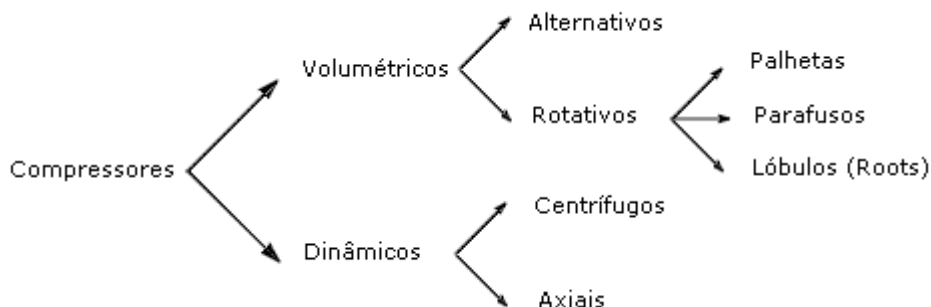 Compressores
Volumétricos
Alternativos
Rotativos
Palhetas
Parafusos
Lóbulos (Roots)
Dinâmicos
Centrífugos
Axiais